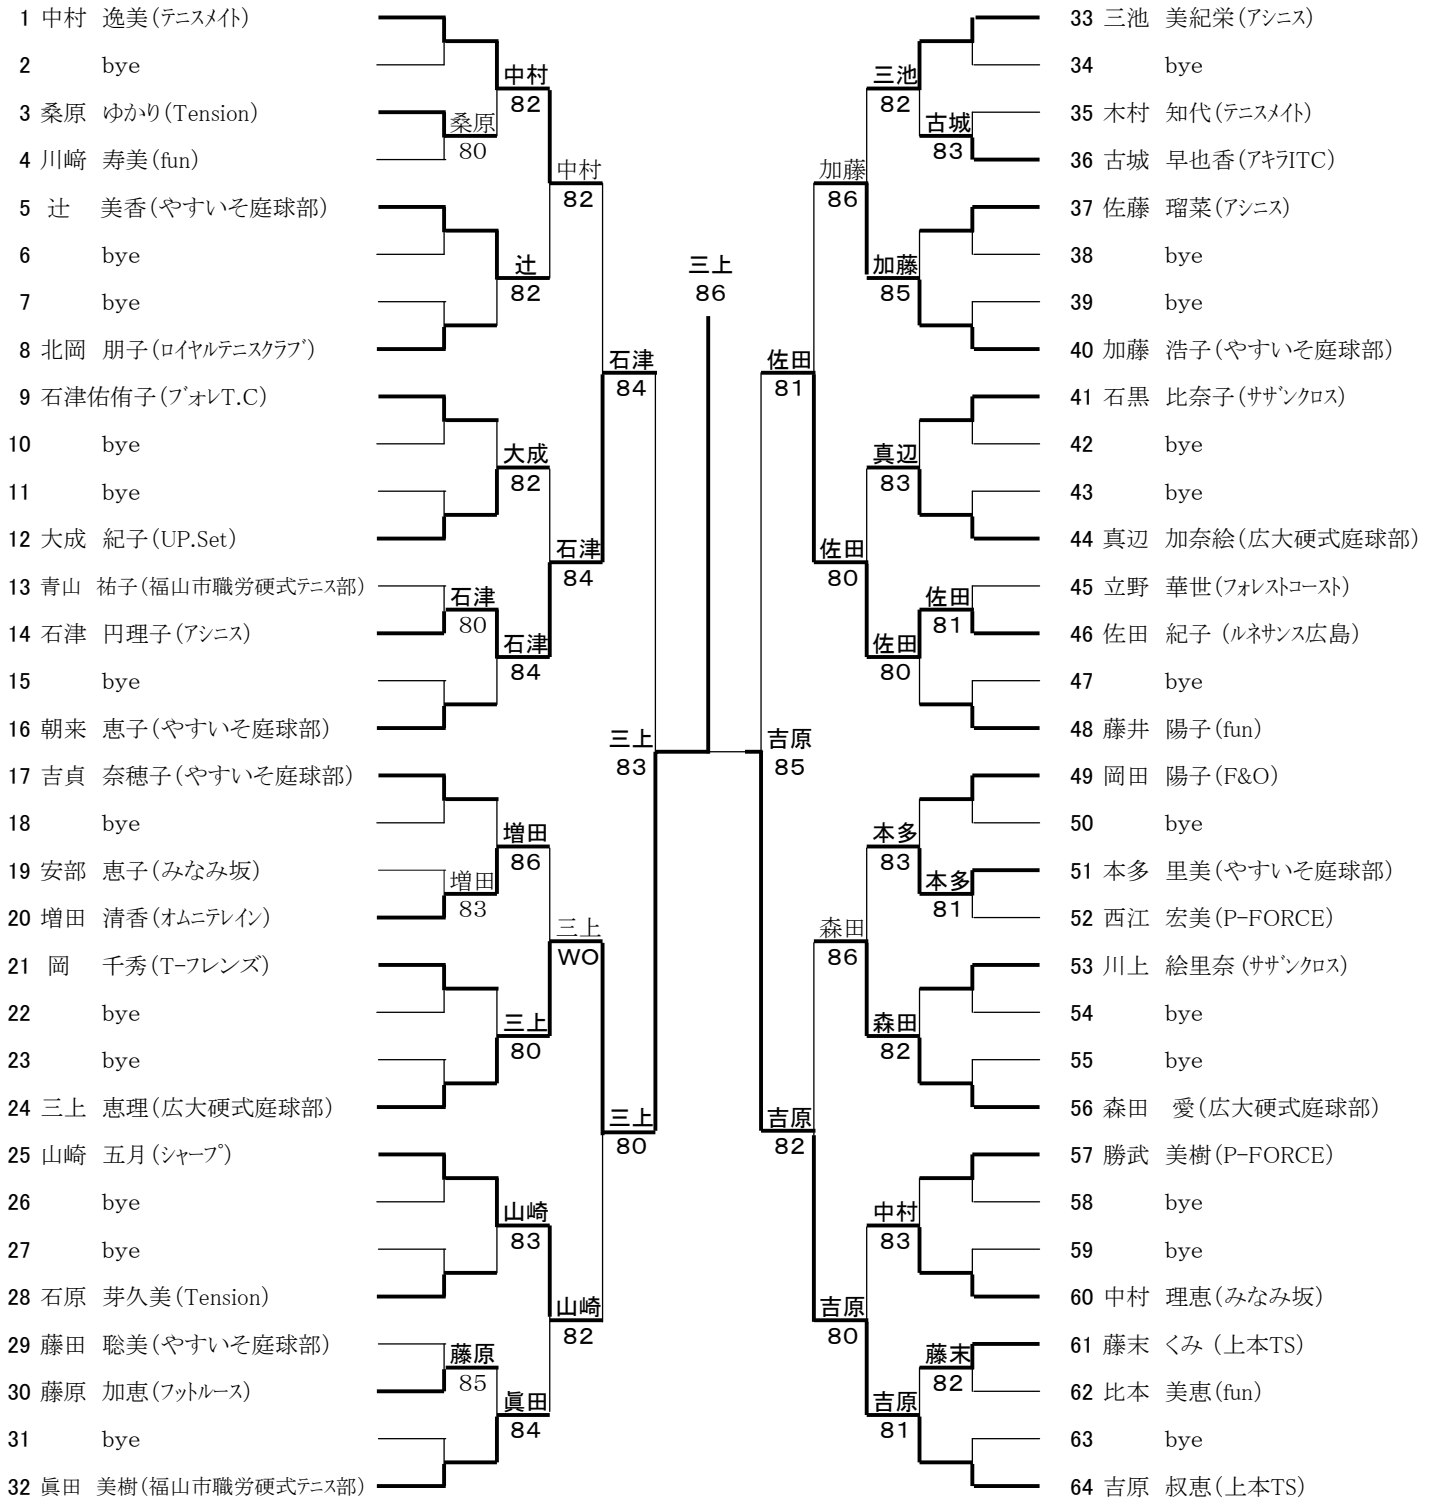 1 中村 逸美(テニスメイト)
2 bye
3 桑原 ゆかり(Tension)
4 川﨑 寿美(fun)
5 辻 美香(やすいそ庭球部)
6 bye
7 bye
8 北岡 朋子(ロイヤルテニスクラブ)
9 石津佑侑子(フォレT.C)
10 bye
11 bye
12 大成 紀子(UP.Set)
13 青山 祐子(福山市職労硬式テニス部)
14 石津 円理子(アシニス)
15 bye
16 朝来 恵子(やすいそ庭球部)
17 吉貞 奈穂子(やすいそ庭球部)
18 bye
19 安部 恵子(みなみ坂)
20 増田 清香(オムニテレイン)
21 岡 千秀(T-フレンズ)
22 bye
23 bye
24 三上 恵理(広大硬式庭球部)
25 山崎 五月(シャープ)
26 bye
27 bye
28 石原 芽久美(Tension)
29 藤田 聡美(やすいそ庭球部)
30 藤原 加恵(フットルース)
31 bye
32 眞田 美樹(福山市職労硬式テニス部)
桑原
80
石津
80
増田
83
藤原
85
中村
82
辻
82
大成
82
石津
84
増田
86
三上
80
山崎
83
眞田
84
中村
82
石津
84
三上
WO
山崎
82
石津
84
三上
80
三上
83
三上
86
吉原
85
佐田
81
吉原
82
加藤
86
佐田
80
森田
86
吉原
80
三池
82
加藤
85
真辺
83
佐田
80
本多
83
森田
82
中村
83
吉原
81
古城
83
佐田
81
本多
81
藤末
82
33 三池 美紀栄(アシニス)
34 bye
35 木村 知代(テニスメイト)
36 古城 早也香(アキラITC)
37 佐藤 瑠菜(アシニス)
38 bye
39 bye
40 加藤 浩子(やすいそ庭球部)
41 石黒 比奈子(サザンクロス)
42 bye
43 bye
44 真辺 加奈絵(広大硬式庭球部)
45 立野 華世(フォレストコースト)
46 佐田 紀子 (ルネサンス広島)
47 bye
48 藤井 陽子(fun)
49 岡田 陽子(F&O)
50 bye
51 本多 里美(やすいそ庭球部)
52 西江 宏美(P-FORCE)
53 川上 絵里奈 (サザンクロス)
54 bye
55 bye
56 森田 愛(広大硬式庭球部)
57 勝武 美樹(P-FORCE)
58 bye
59 bye
60 中村 理恵(みなみ坂)
61 藤末 くみ (上本TS)
62 比本 美恵(fun)
63 bye
64 吉原 叔恵(上本TS)